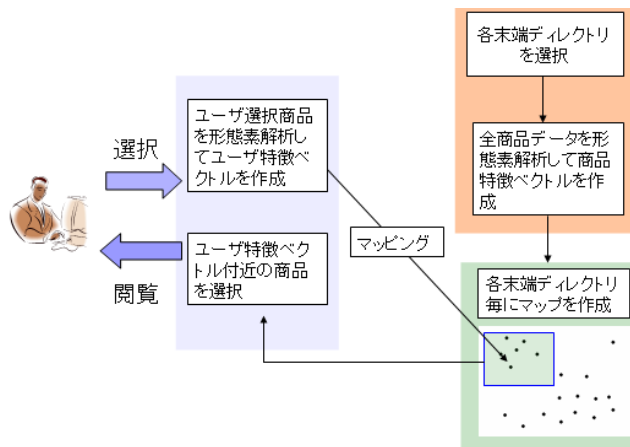 各末端ディレクトリ
を選択
ユーザ選択商品
を形態素解析し
てユーザ特徴ベ
クトルを作成
選択
全商品データを形
態素解析して商品
特徴ベクトルを作
成
マッピング
ユーザ特徴ベク
トル付近の商品
を選択
閲覧
各末端ディレクトリ
毎にマップを作成